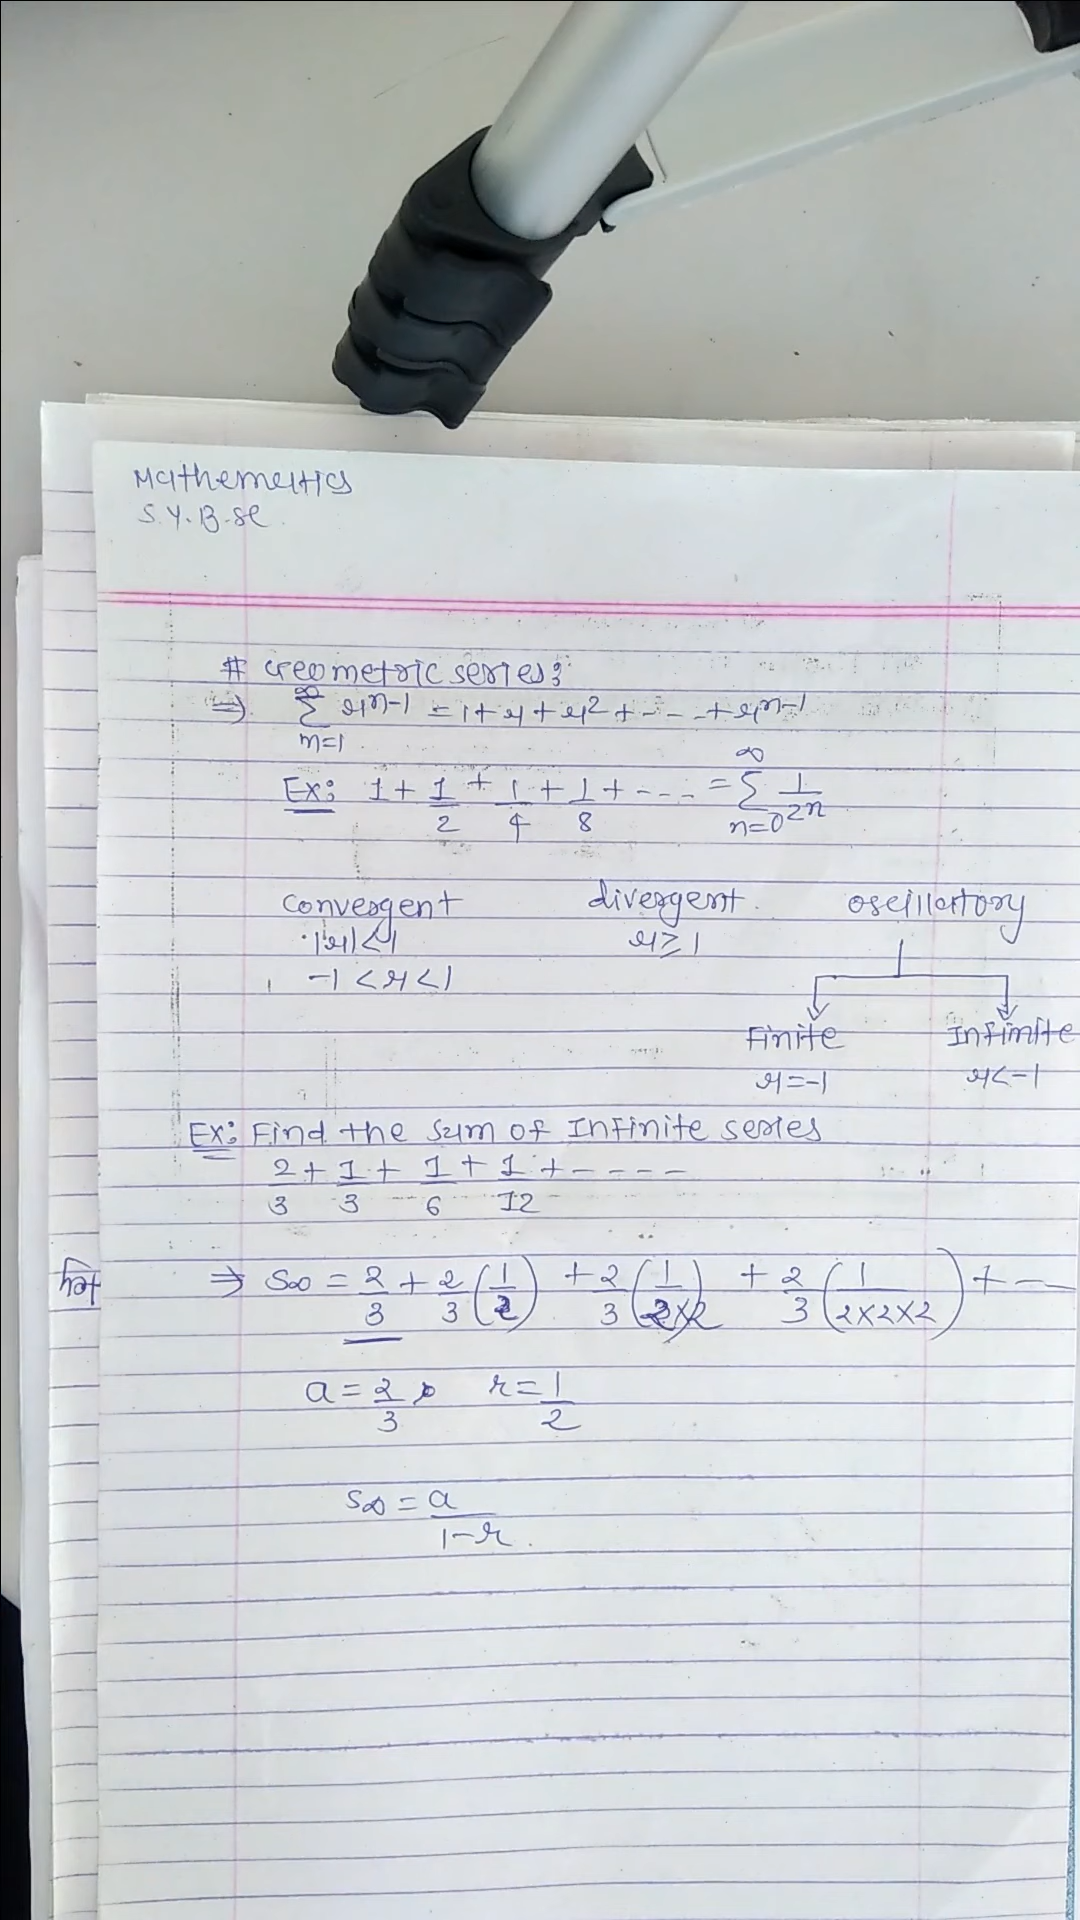 Mathematics
S.Y.B.sc.
# Geometric series:
⇒ ∞ ∑ n=1 r^n-1 = 1 + r + r^2 + - - - + r^n-1
Ex: 1 + 1/2 + 1/4 + 1/8 + - - - = ∞ ∑ n=0 1/2^n
convergent divergent. oscillatory
|r|<1 r≥1
-1 < r < 1
Finite Infinite
r=-1 r<-1
Ex: Find the sum of Infinite series
2/3 + 1/3 + 1/6 + 1/12 + - - - -
⇒ S∞ = 2/3 + 2/3 (1/2) + 2/3 (1/2×2) + 2/3 (1/2×2×2) + - -
a = 2/3, r = 1/2
S∞ = a/1-r.